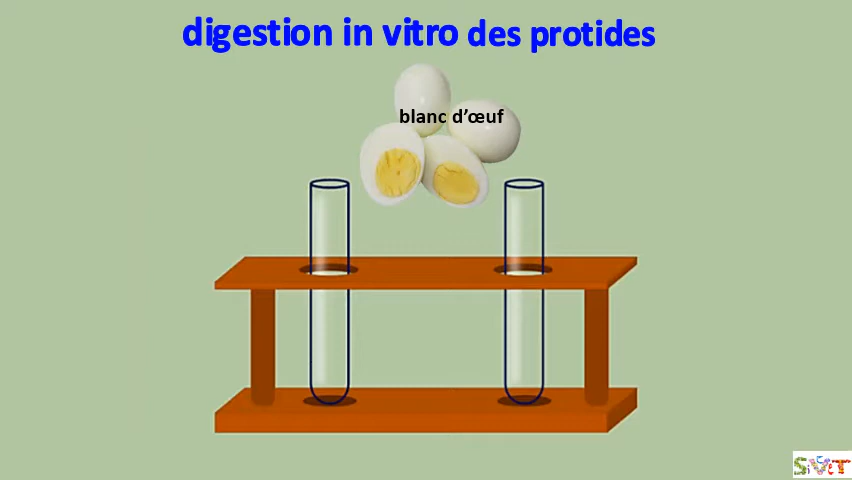 digestion in vitro des protides
blanc d'œuf